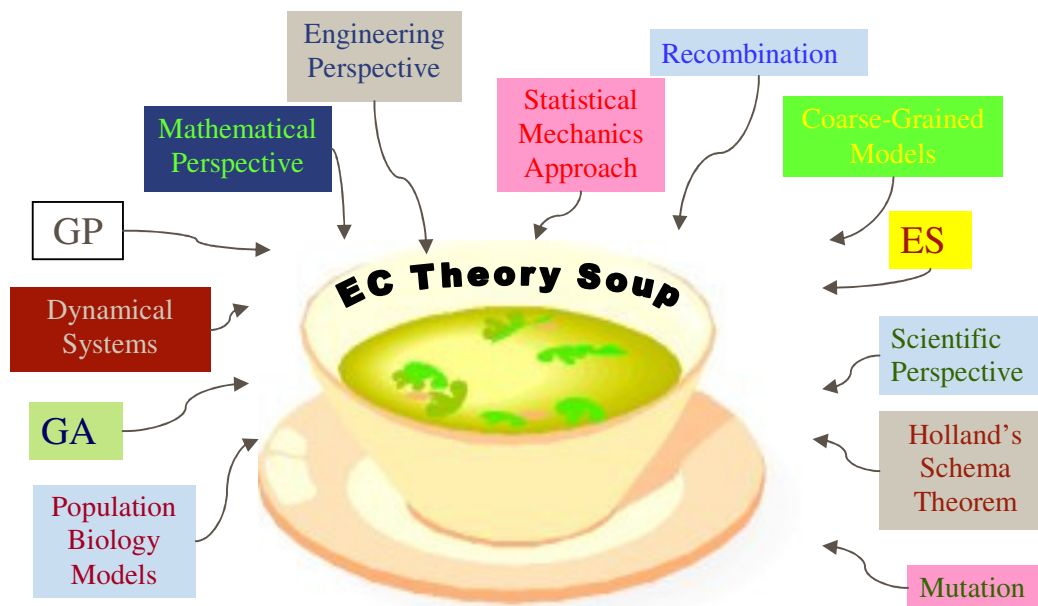 Engineering
Perspective
Recombination
Statistical
Mechanics
Approach
Coarse-Grained
Models
Mathematical
Perspective
GP
ES
EC Theory Soup
Dynamical
Systems
Scientific
Perspective
GA
Holland’s
Schema
Theorem
Population
Biology
Models
Mutation